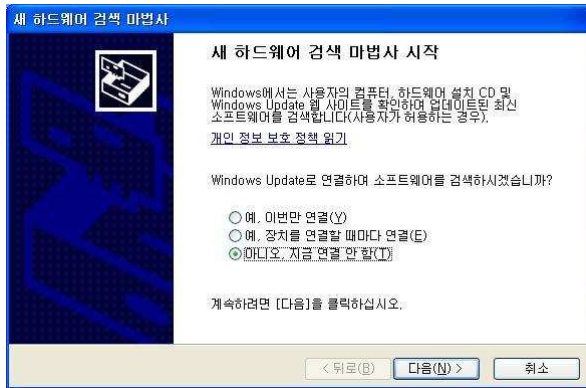 새 하드웨어 검색 마법사
새 하드웨어 검색 마법사 시작
Windows에서는 사용자의 컴퓨터, 하드웨어 설치 CD 및
Windows Update 웹 사이트를 확인하여 업데이트된 최신
소프트웨어를 검색합니다(사용자가 허용하는 경우).
개인 정보 보호 정책 읽기
Windows Update로 연결하여 소프트웨어를 검색하시겠습니까?
예, 이번만 연결(Y)
예, 장치를 연결할 때마다 연결(E)
아니오, 지금 연결 안 함(T)
계속하려면 [다음]을 클릭하십시오.
< 뒤로(B) 다음(N) > 취소